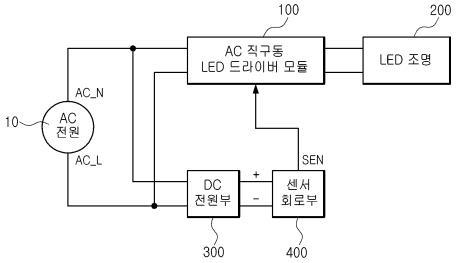 100
200
AC 직구동
LED 드라이버 모듈
LED 조명
AC_N
10
AC
전원
AC_L
SEN
DC
전원부
+
-
센서
회로부
300
400